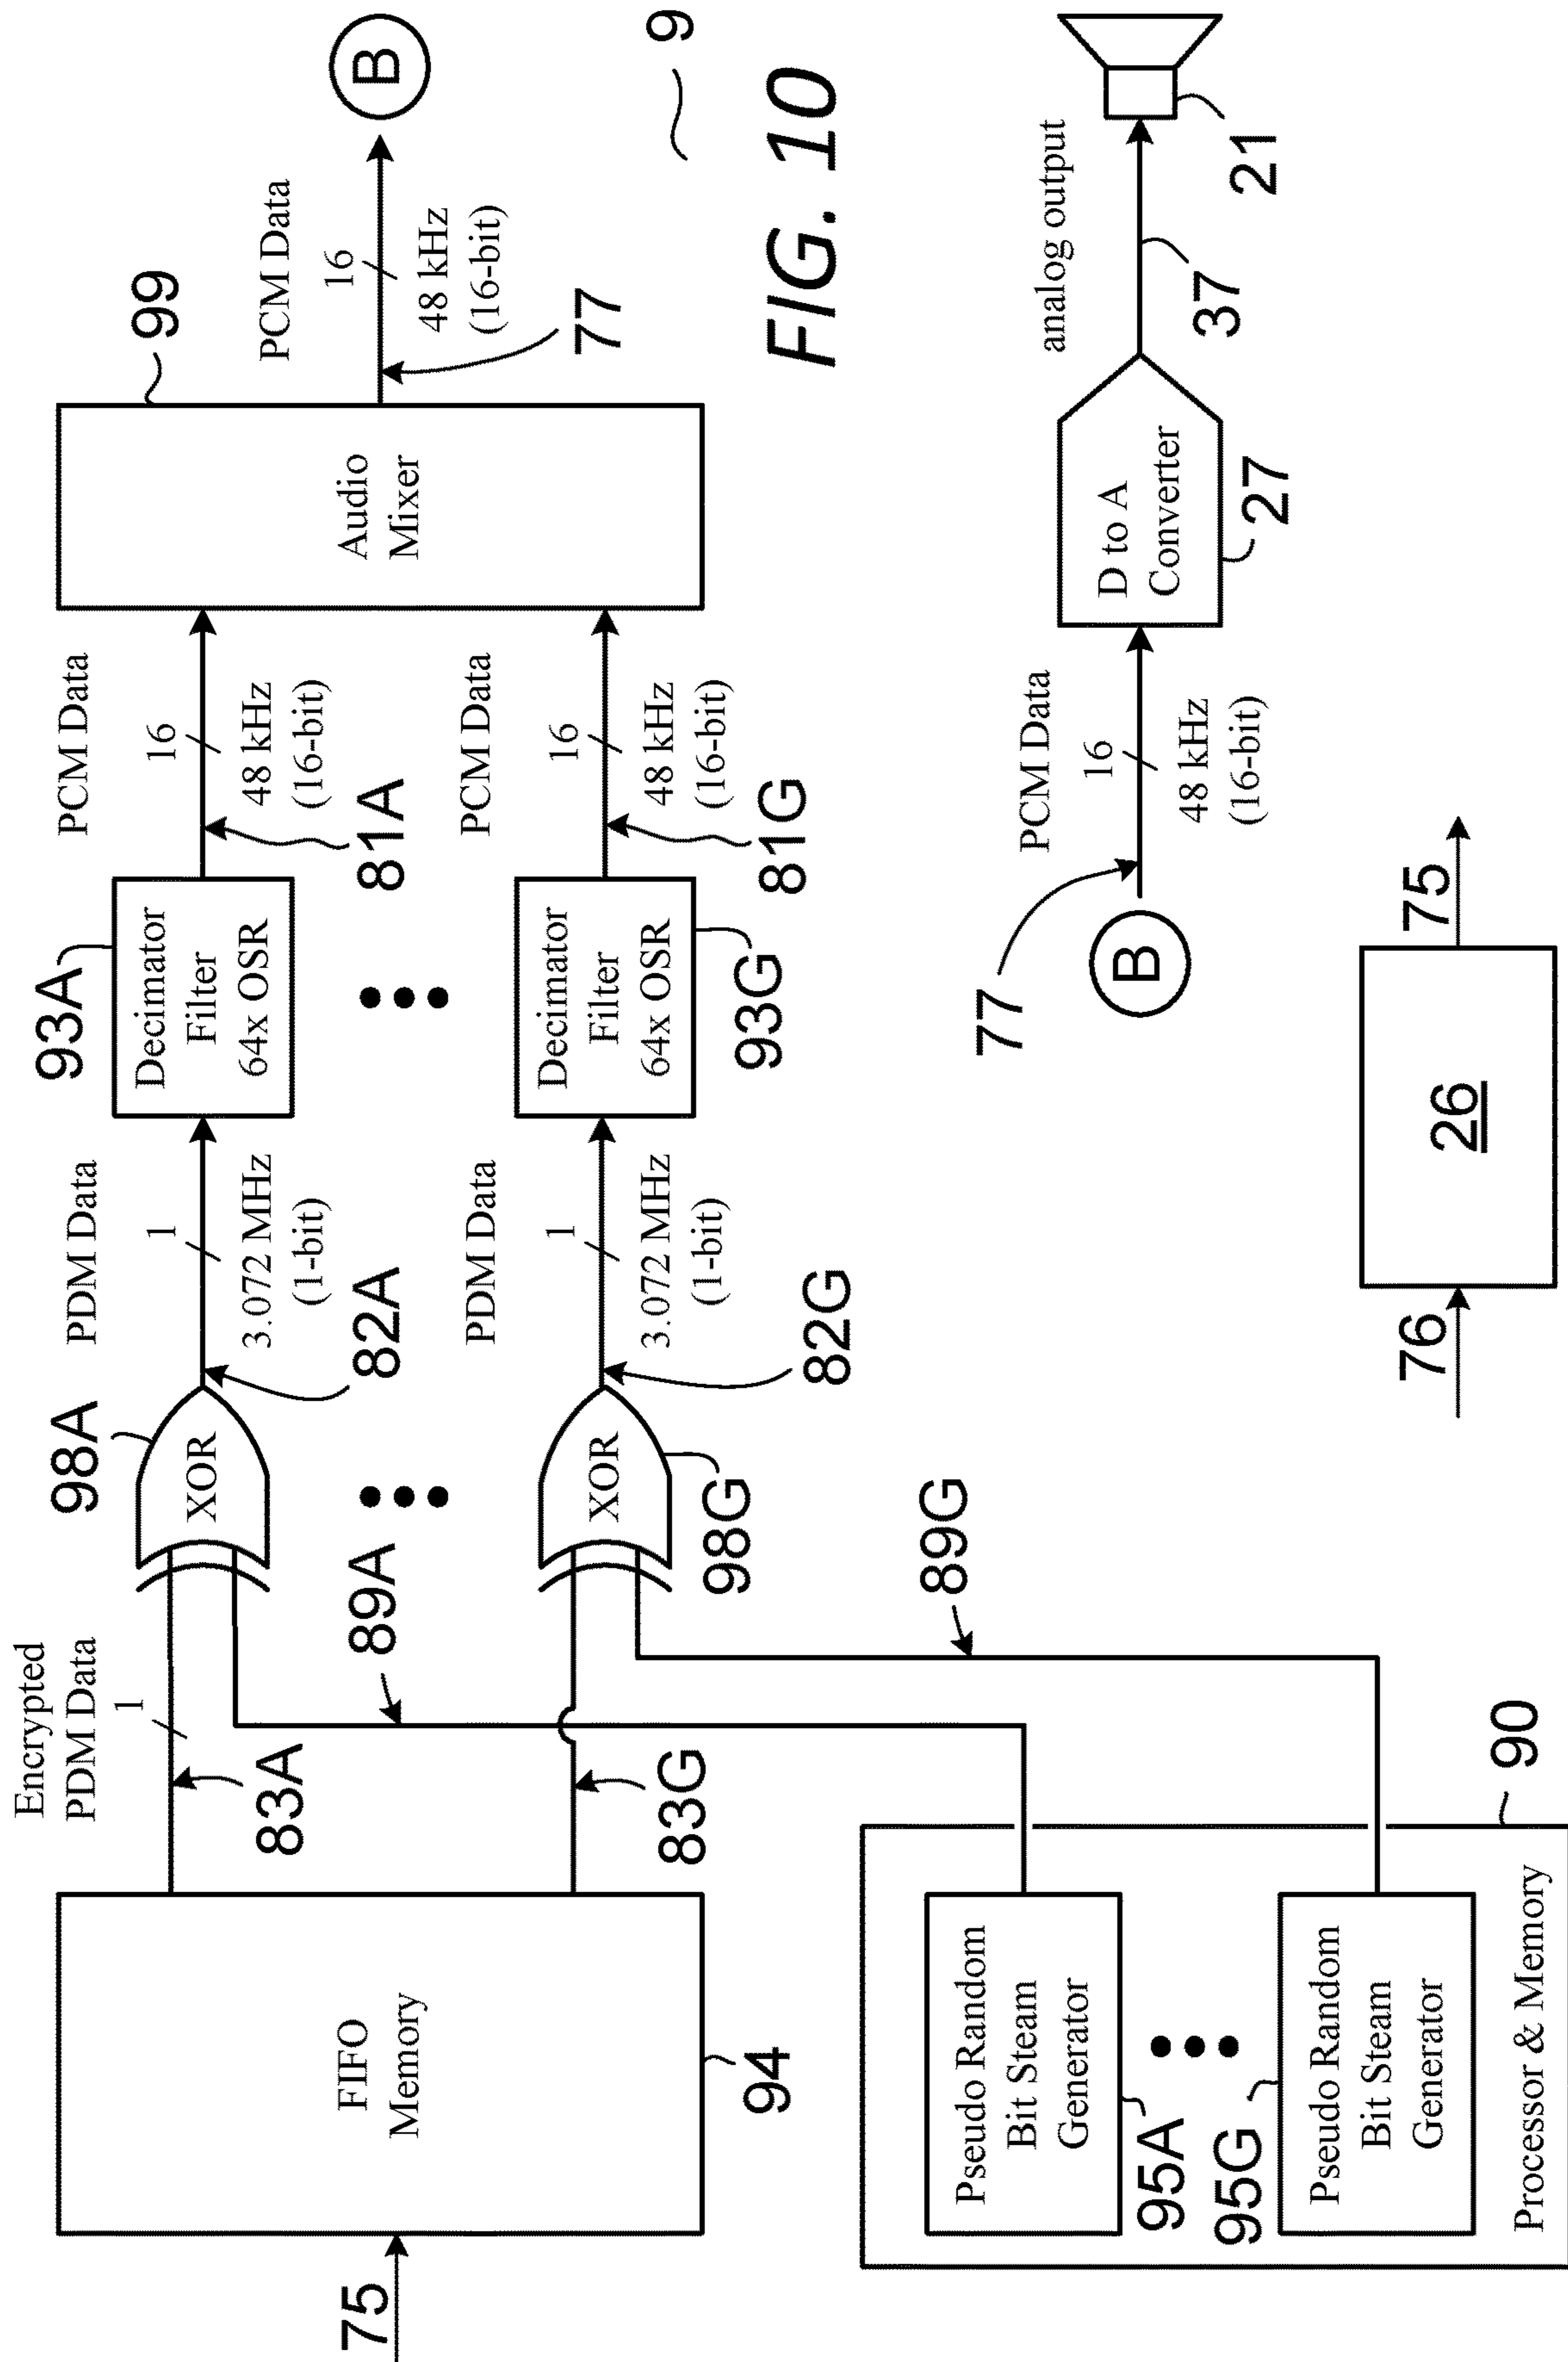 75
FIFO
Memory
94
Encrypted
PDM Data
1
83A
83G
89A
89G
98A
XOR
98G
XOR
PDM Data
1
3.072 MHz
(1-bit)
82A
PDM Data
1
3.072 MHz
(1-bit)
82G
93A
Decimator
Filter
64x OSR
Decimator
Filter
64x OSR
93G
PCM Data
16
48 kHz
(16-bit)
81A
PCM Data
16
48 kHz
(16-bit)
81G
Audio
Mixer
99
PCM Data
16
48 kHz
(16-bit)
77
B
9
FIG. 10
Pseudo Random
Bit Steam
Generator
95A
95G
Pseudo Random
Bit Steam
Generator
Processor & Memory
90
77
B
PCM Data
16
48 kHz
(16-bit)
D to A
Converter
27
analog output
37
21
76
26
75